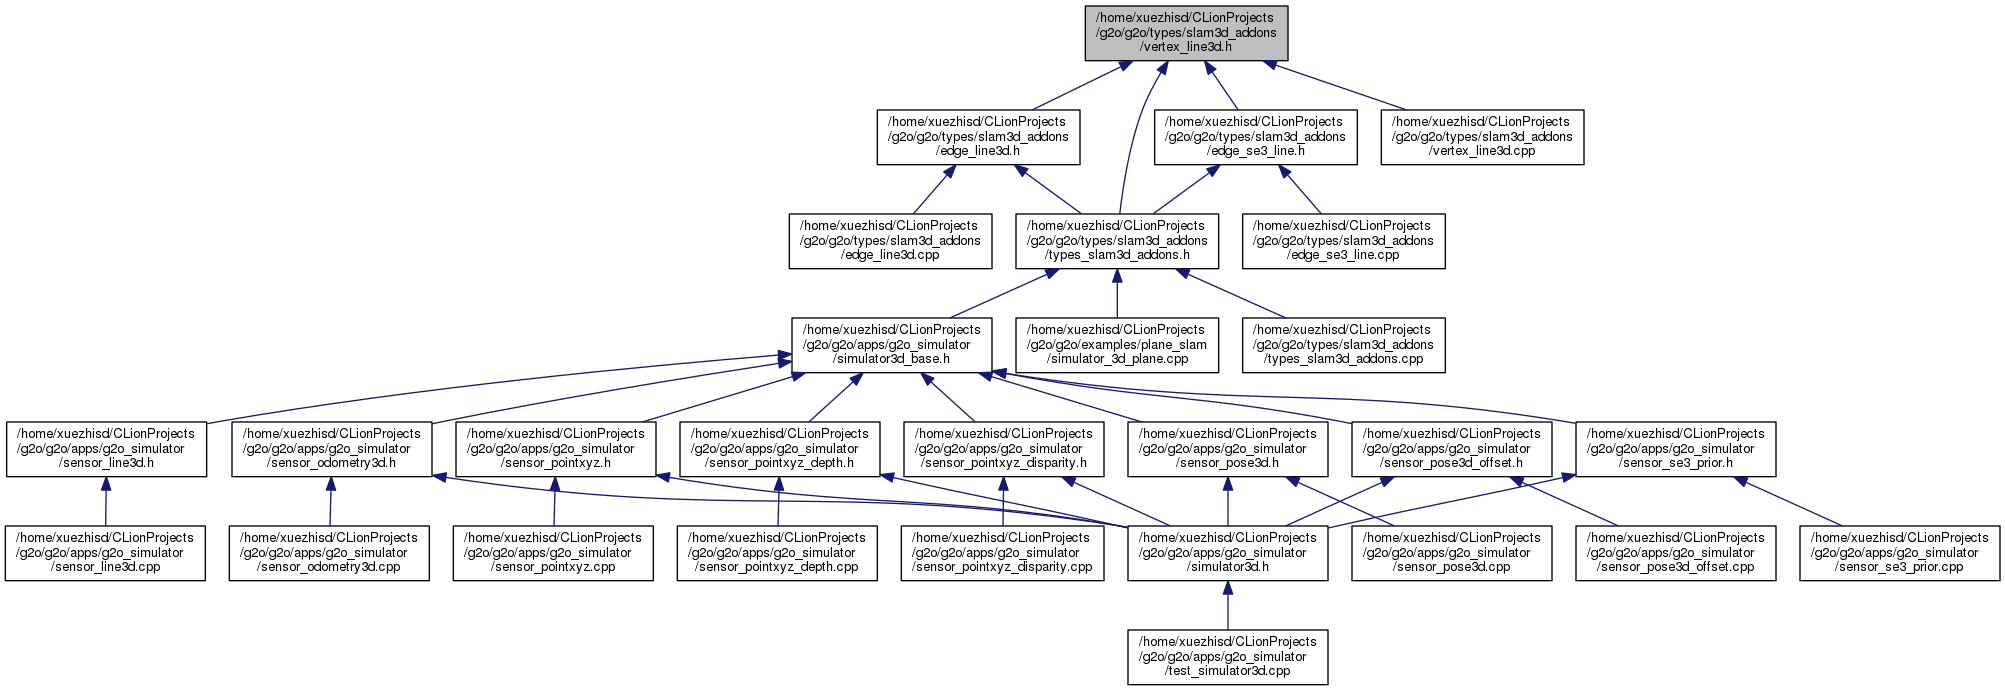 /home/xuezhisd/CLionProjects
/g2o/g2o/types/slam3d_addons
/vertex_line3d.h
/home/xuezhisd/CLionProjects
/g2o/g2o/types/slam3d_addons
/edge_line3d.h
/home/xuezhisd/CLionProjects
/g2o/g2o/types/slam3d_addons
/edge_se3_line.h
/home/xuezhisd/CLionProjects
/g2o/g2o/types/slam3d_addons
/vertex_line3d.cpp
/home/xuezhisd/CLionProjects
/g2o/g2o/types/slam3d_addons
/edge_line3d.cpp
/home/xuezhisd/CLionProjects
/g2o/g2o/types/slam3d_addons
/types_slam3d_addons.h
/home/xuezhisd/CLionProjects
/g2o/g2o/types/slam3d_addons
/edge_se3_line.cpp
/home/xuezhisd/CLionProjects
/g2o/g2o/apps/g2o_simulator
/simulator3d_base.h
/home/xuezhisd/CLionProjects
/g2o/g2o/examples/plane_slam
/simulator_3d_plane.cpp
/home/xuezhisd/CLionProjects
/g2o/g2o/types/slam3d_addons
/types_slam3d_addons.cpp
/home/xuezhisd/CLionProjects
/g2o/g2o/apps/g2o_simulator
/sensor_line3d.h
/home/xuezhisd/CLionProjects
/g2o/g2o/apps/g2o_simulator
/sensor_odometry3d.h
/home/xuezhisd/CLionProjects
/g2o/g2o/apps/g2o_simulator
/sensor_pointxyz.h
/home/xuezhisd/CLionProjects
/g2o/g2o/apps/g2o_simulator
/sensor_pointxyz_depth.h
/home/xuezhisd/CLionProjects
/g2o/g2o/apps/g2o_simulator
/sensor_pointxyz_disparity.h
/home/xuezhisd/CLionProjects
/g2o/g2o/apps/g2o_simulator
/sensor_pose3d.h
/home/xuezhisd/CLionProjects
/g2o/g2o/apps/g2o_simulator
/sensor_pose3d_offset.h
/home/xuezhisd/CLionProjects
/g2o/g2o/apps/g2o_simulator
/sensor_se3_prior.h
/home/xuezhisd/CLionProjects
/g2o/g2o/apps/g2o_simulator
/sensor_line3d.cpp
/home/xuezhisd/CLionProjects
/g2o/g2o/apps/g2o_simulator
/sensor_odometry3d.cpp
/home/xuezhisd/CLionProjects
/g2o/g2o/apps/g2o_simulator
/sensor_pointxyz.cpp
/home/xuezhisd/CLionProjects
/g2o/g2o/apps/g2o_simulator
/sensor_pointxyz_depth.cpp
/home/xuezhisd/CLionProjects
/g2o/g2o/apps/g2o_simulator
/sensor_pointxyz_disparity.cpp
/home/xuezhisd/CLionProjects
/g2o/g2o/apps/g2o_simulator
/simulator3d.h
/home/xuezhisd/CLionProjects
/g2o/g2o/apps/g2o_simulator
/sensor_pose3d.cpp
/home/xuezhisd/CLionProjects
/g2o/g2o/apps/g2o_simulator
/sensor_pose3d_offset.cpp
/home/xuezhisd/CLionProjects
/g2o/g2o/apps/g2o_simulator
/sensor_se3_prior.cpp
/home/xuezhisd/CLionProjects
/g2o/g2o/apps/g2o_simulator
/test_simulator3d.cpp